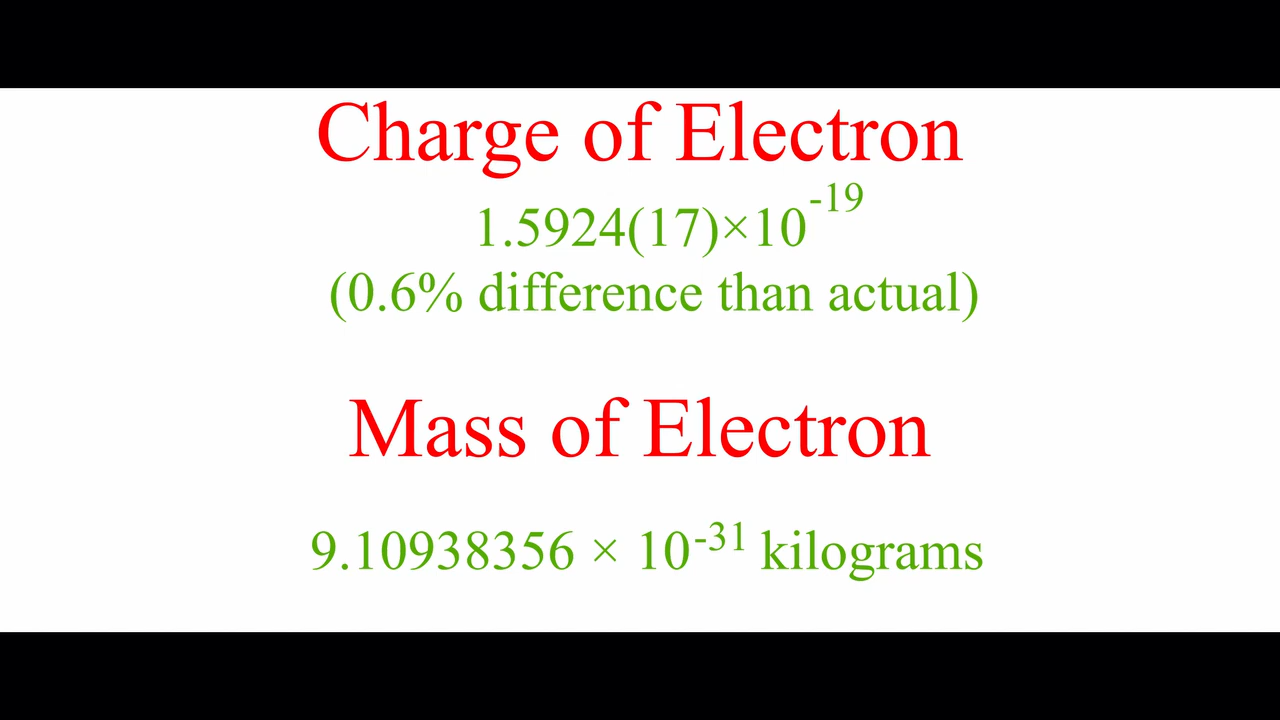 Charge of Electron
1.5924(17)×10⁻¹⁹
(0.6% difference than actual)
Mass of Electron
9.10938356 × 10⁻³¹ kilograms